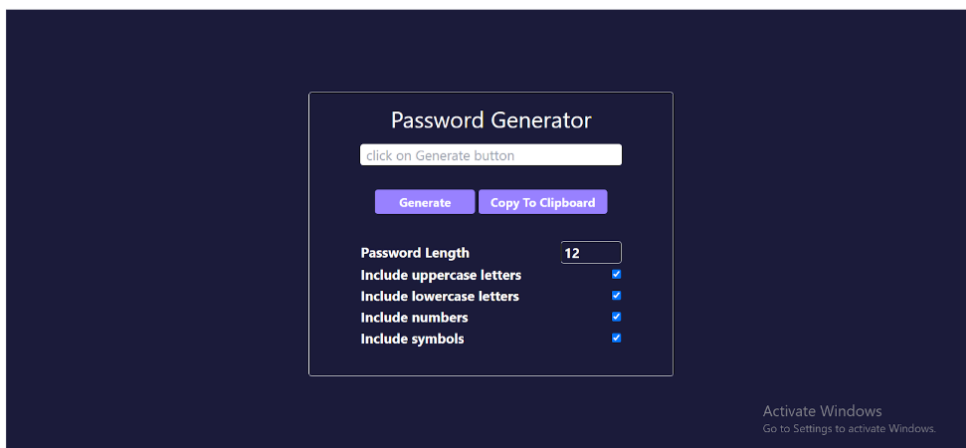 Password Generator
click on Generate button
Generate Copy To Clipboard
Password Length 12
Include uppercase letters
Include lowercase letters
Include numbers
Include symbols
Activate Windows
Go to Settings to activate Windows.